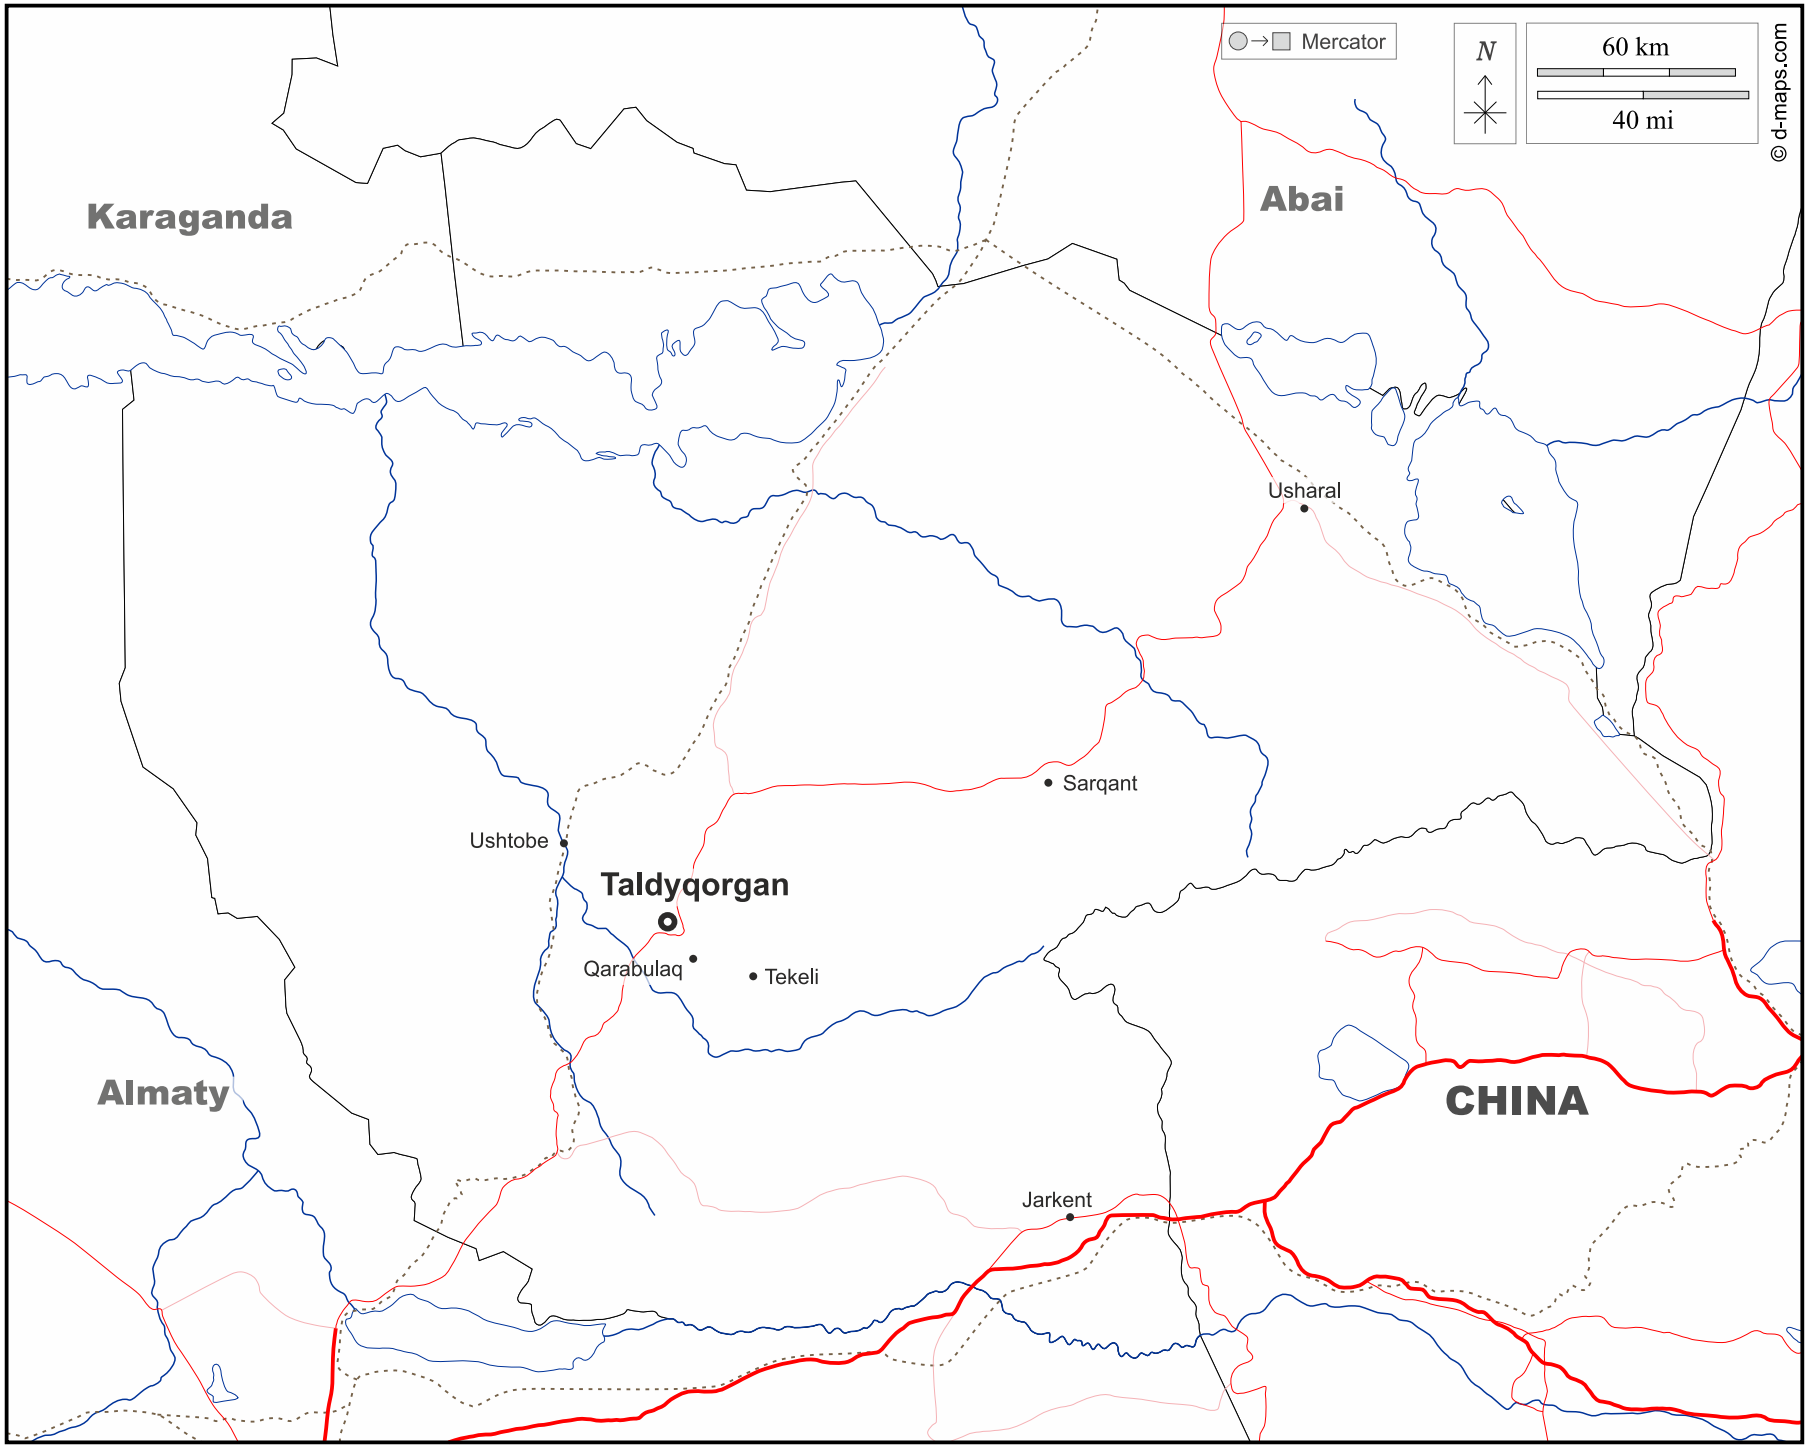 Mercator
N
60 km
40 mi
© d-maps.com
Karaganda
Abai
Usharal
Sarqant
Ushtobe
Taldyqorgan
Qarabulaq
Tekeli
Almaty
CHINA
Jarkent